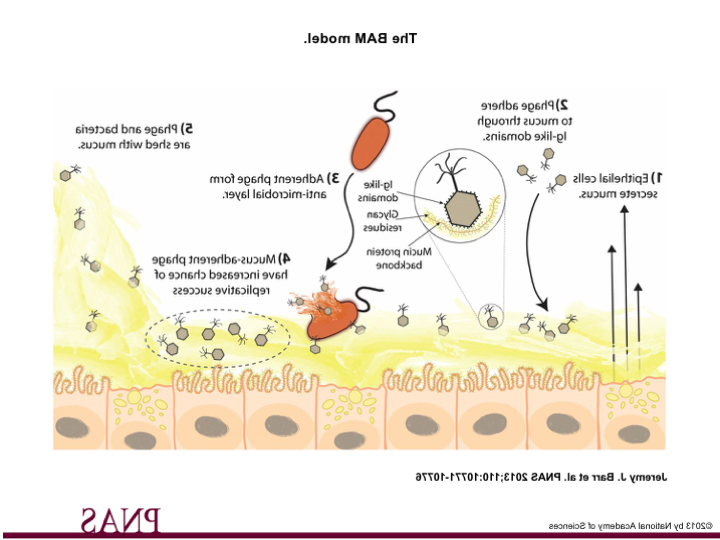 The BAM model.
1) Epithelial cells
secrete mucus.
2) Phage adhere
to mucus through
Ig-like domains.
Ig-like
domains
Glycan
residues
Mucin protein
backbone
3) Adherent phage form
anti-microbial layer.
4) Mucus-adherent phage
have increased chance of
replicative success
5) Phage and bacteria
are shed with mucus.
Jeremy J. Barr et al. PNAS 2013;110:10771-10776
PNAS
©2013 by National Academy of Sciences